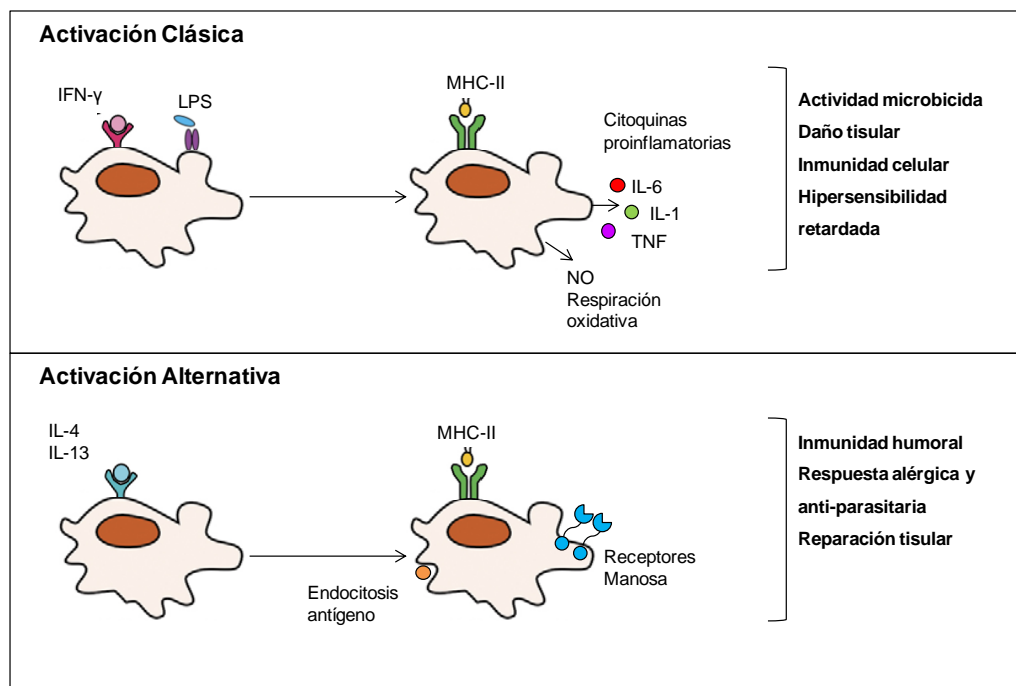 Activación Clásica
IFN-γ
LPS
MHC-II
Citoquinas
proinflamatorias
IL-6
IL-1
TNF
NO
Respiración
oxidativa
Actividad microbicida
Daño tisular
Inmunidad celular
Hipersensibilidad
retardada
Activación Alternativa
IL-4
IL-13
MHC-II
Endocitosis
antígeno
Receptores
Manosa
Inmunidad humoral
Respuesta alérgica y
anti-parasitaria
Reparación tisular